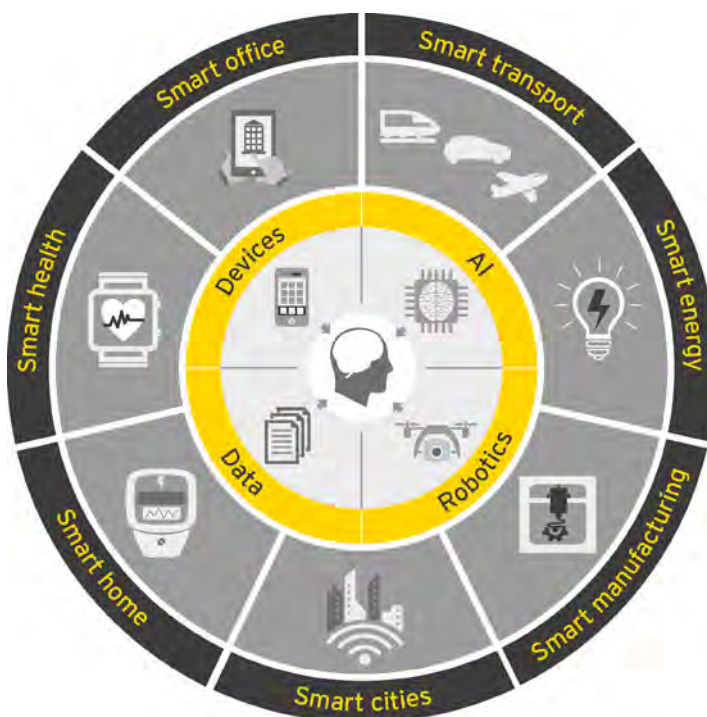 Smart office
Smart transport
Smart energy
Smart manufacturing
Smart cities
Smart home
Smart health
Devices
AI
Robotics
Data